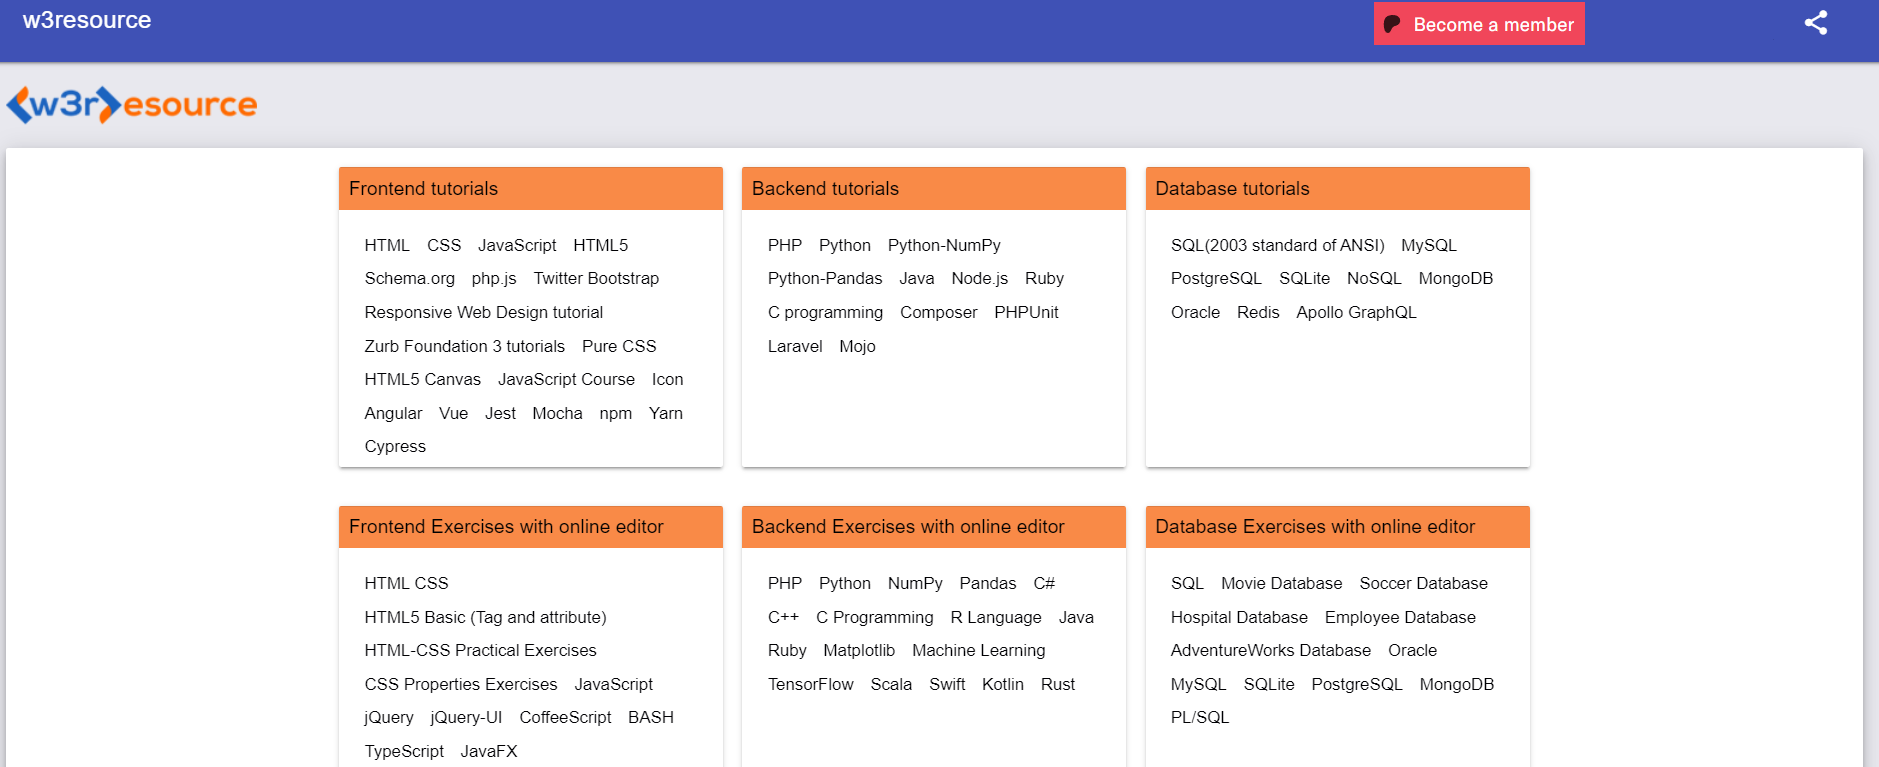 w3resource
Become a member
<w3r>esource
Frontend tutorials
HTML CSS JavaScript HTML5
Schema.org php.js Twitter Bootstrap
Responsive Web Design tutorial
Zurb Foundation 3 tutorials Pure CSS
HTML5 Canvas JavaScript Course Icon
Angular Vue Jest Mocha npm Yarn
Cypress
Backend tutorials
PHP Python Python-NumPy
Python-Pandas Java Node.js Ruby
C programming Composer PHPUnit
Laravel Mojo
Database tutorials
SQL(2003 standard of ANSI) MySQL
PostgreSQL SQLite NoSQL MongoDB
Oracle Redis Apollo GraphQL
Frontend Exercises with online editor
HTML CSS
HTML5 Basic (Tag and attribute)
HTML-CSS Practical Exercises
CSS Properties Exercises JavaScript
jQuery jQuery-UI CoffeeScript BASH
TypeScript JavaFX
Backend Exercises with online editor
PHP Python NumPy Pandas C#
C++ C Programming R Language Java
Ruby Matplotlib Machine Learning
TensorFlow Scala Swift Kotlin Rust
Database Exercises with online editor
SQL Movie Database Soccer Database
Hospital Database Employee Database
AdventureWorks Database Oracle
MySQL SQLite PostgreSQL MongoDB
PL/SQL